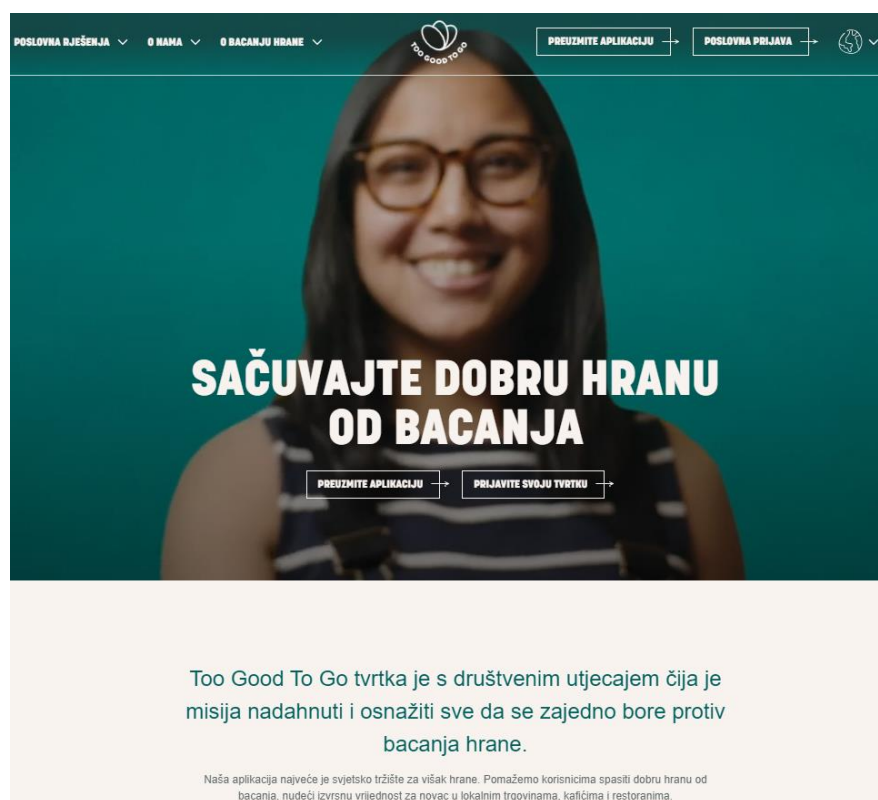 POSLOVNA RJEŠENJA
O NAMA
O BACANJU HRANE
TOO GOOD TO GO
PREUZMITE APLIKACIJU
POSLOVNA PRIJAVA
SAČUVAJTE DOBRU HRANU
OD BACANJA
PREUZMITE APLIKACIJU
PRIJAVITE SVOJU TVRTKU
Too Good To Go tvrtka je s društvenim utjecajem čija je
misija nadahnuti i osnažiti sve da se zajedno bore protiv
bacanja hrane.
Naša aplikacija najveće je svjetsko tržište za višak hrane. Pomažemo korisnicima spasiti dobru hranu od
bacanja, nudeći izvrsnu vrijednost za novac u lokalnim trgovinama, kafićima i restoranima.